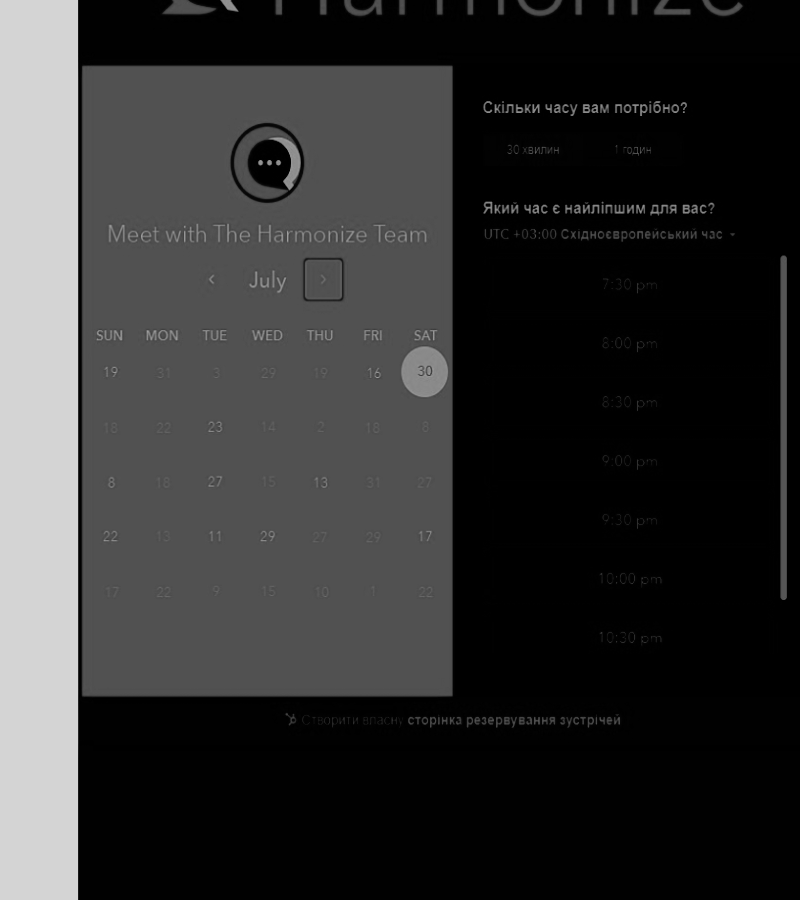 Harmonize
Meet with The Harmonize Team
July
SUN MON TUE WED THU FRI SAT
19 31 3 29 19 16 30
18 22 23 14 2 18 8
8 18 27 15 13 31 27
22 13 11 29 27 29 17
17 22 9 15 10 1 22
Скільки часу вам потрібно?
30 хвилин 1 годин
Який час є найліпшим для вас?
UTC +03:00 Східноєвропейський час
7:30 pm
8:00 pm
8:30 pm
9:00 pm
9:30 pm
10:00 pm
10:30 pm
Створити власну сторінка резервування зустрічей